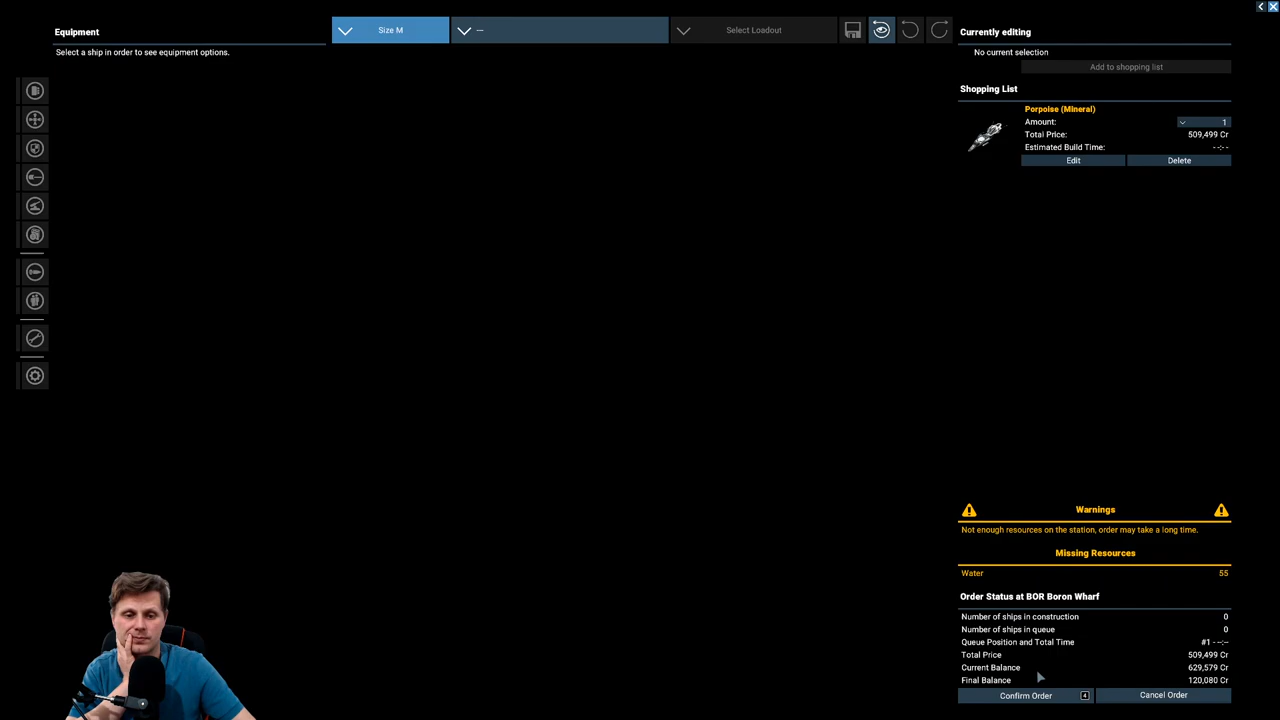 Equipment
Select a ship in order to see equipment options.
Size M
--
Select Loadout
Currently editing
No current selection
Add to shopping list
Shopping List
Porpoise (Mineral)
Amount: 1
Total Price: 509,499 Cr
Estimated Build Time: --:--
Edit Delete
Warnings
Not enough resources on the station, order may take a long time.
Missing Resources
Water 55
Order Status at BOR Boron Wharf
Number of ships in construction 0
Number of ships in queue 0
Queue Position and Total Time #1 --:--
Total Price 509,499 Cr
Current Balance 629,579 Cr
Final Balance 120,080 Cr
Confirm Order 4 Cancel Order